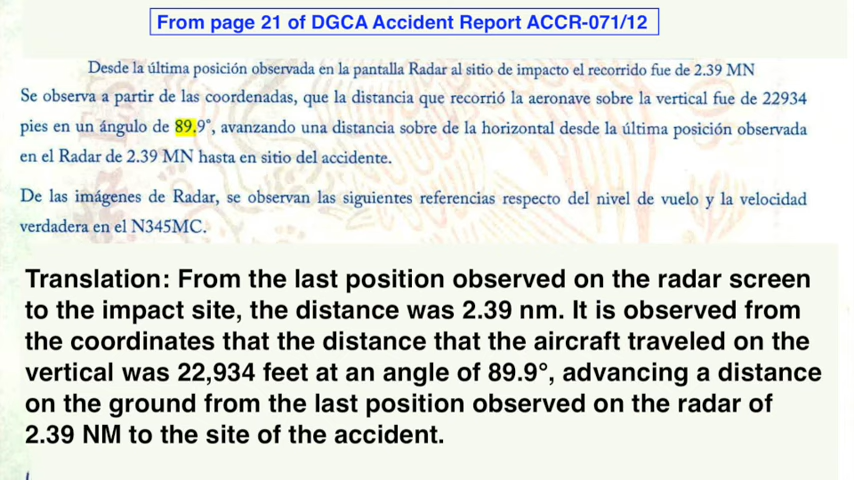 From page 21 of DGCA Accident Report ACCR-071/12
Desde la última posición observada en la pantalla Radar al sitio de impacto el recorrido fue de 2.39 MN
Se observa a partir de las coordenadas, que la distancia que recorrió la aeronave sobre la vertical fue de 22934
pies en un ángulo de 89.9°, avanzando una distancia sobre de la horizontal desde la última posición observada
en el Radar de 2.39 MN hasta en sitio del accidente.
De las imágenes de Radar, se observan las siguientes referencias respecto del nivel de vuelo y la velocidad
verdadera en el N345MC.
Translation: From the last position observed on the radar screen
to the impact site, the distance was 2.39 nm. It is observed from
the coordinates that the distance that the aircraft traveled on the
vertical was 22,934 feet at an angle of 89.9°, advancing a distance
on the ground from the last position observed on the radar of
2.39 NM to the site of the accident.